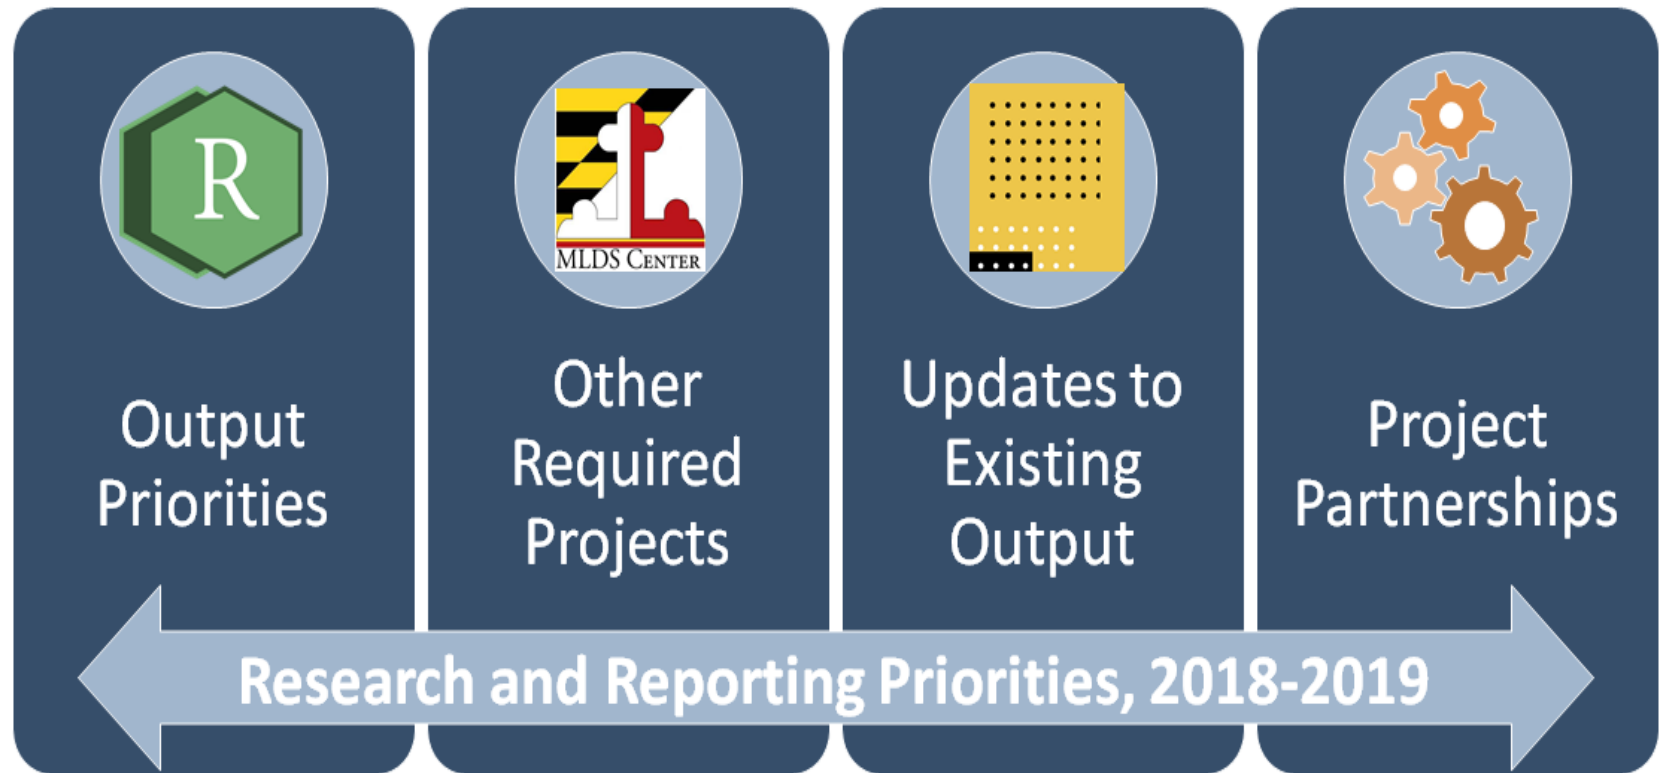 R
MLDS CENTER
Output
Priorities
Other
Required
Projects
Updates to
Existing
Output
Project
Partnerships
Research and Reporting Priorities, 2018-2019